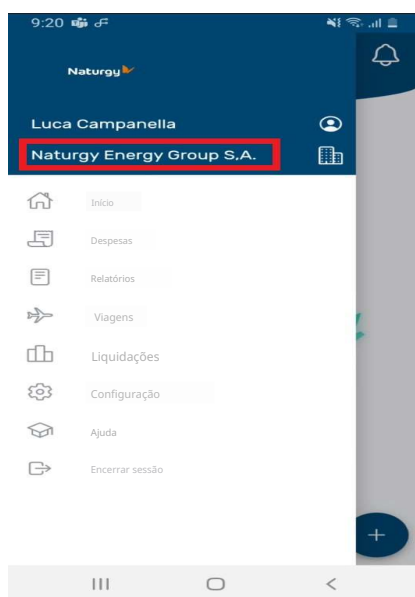 9:20
Naturgy
Luca Campanella
Naturgy Energy Group S.A.
Início
Despesas
Relatórios
Viagens
Liquidações
Configuração
Ajuda
Encerrar sessão